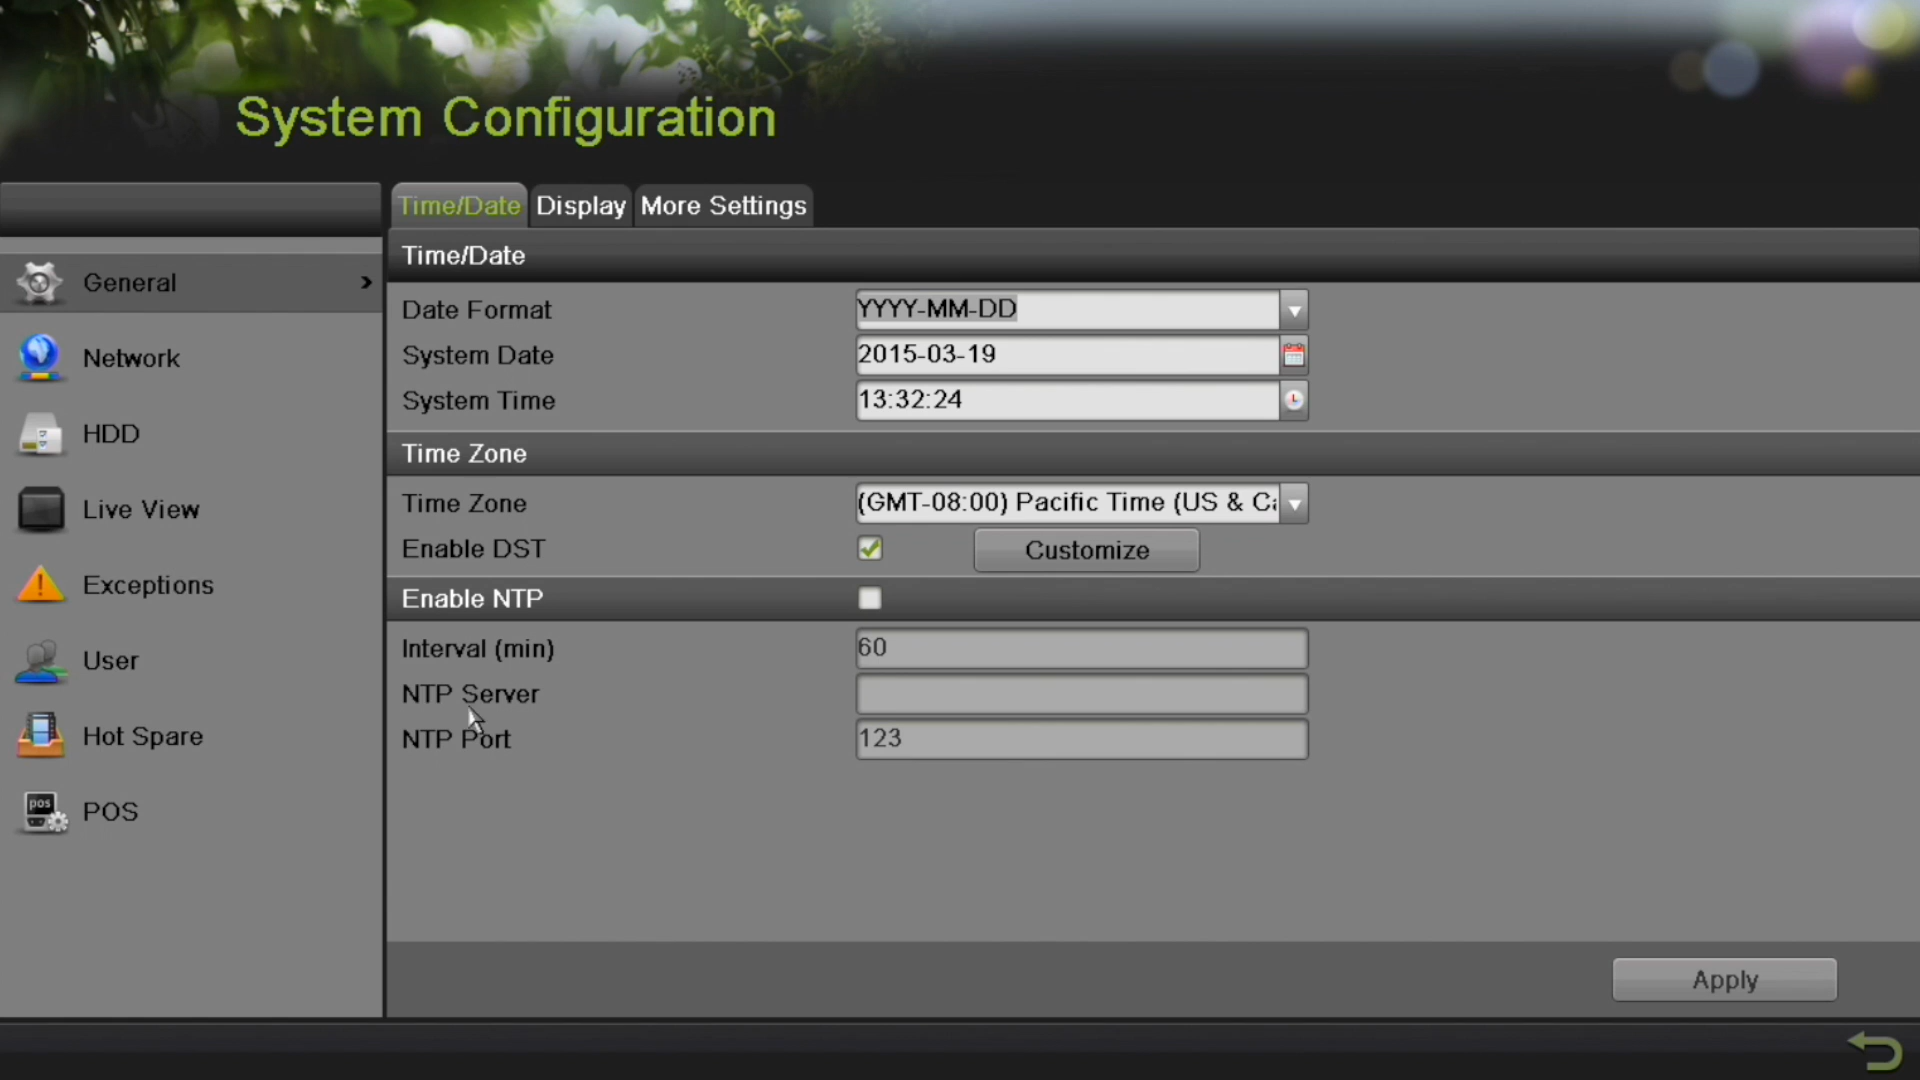 System Configuration
Time/Date Display More Settings
Time/Date
General
Date Format YYYY-MM-DD
System Date 2015-03-19
Network
System Time 13:32:24
HDD
Time Zone
Time Zone (GMT-08:00) Pacific Time (US &
Live View
Enable DST Customize
Exceptions
Enable NTP
Interval (min) 60
User
NTP Server
Hot Spare
NTP Port 123
pos
POS
Apply